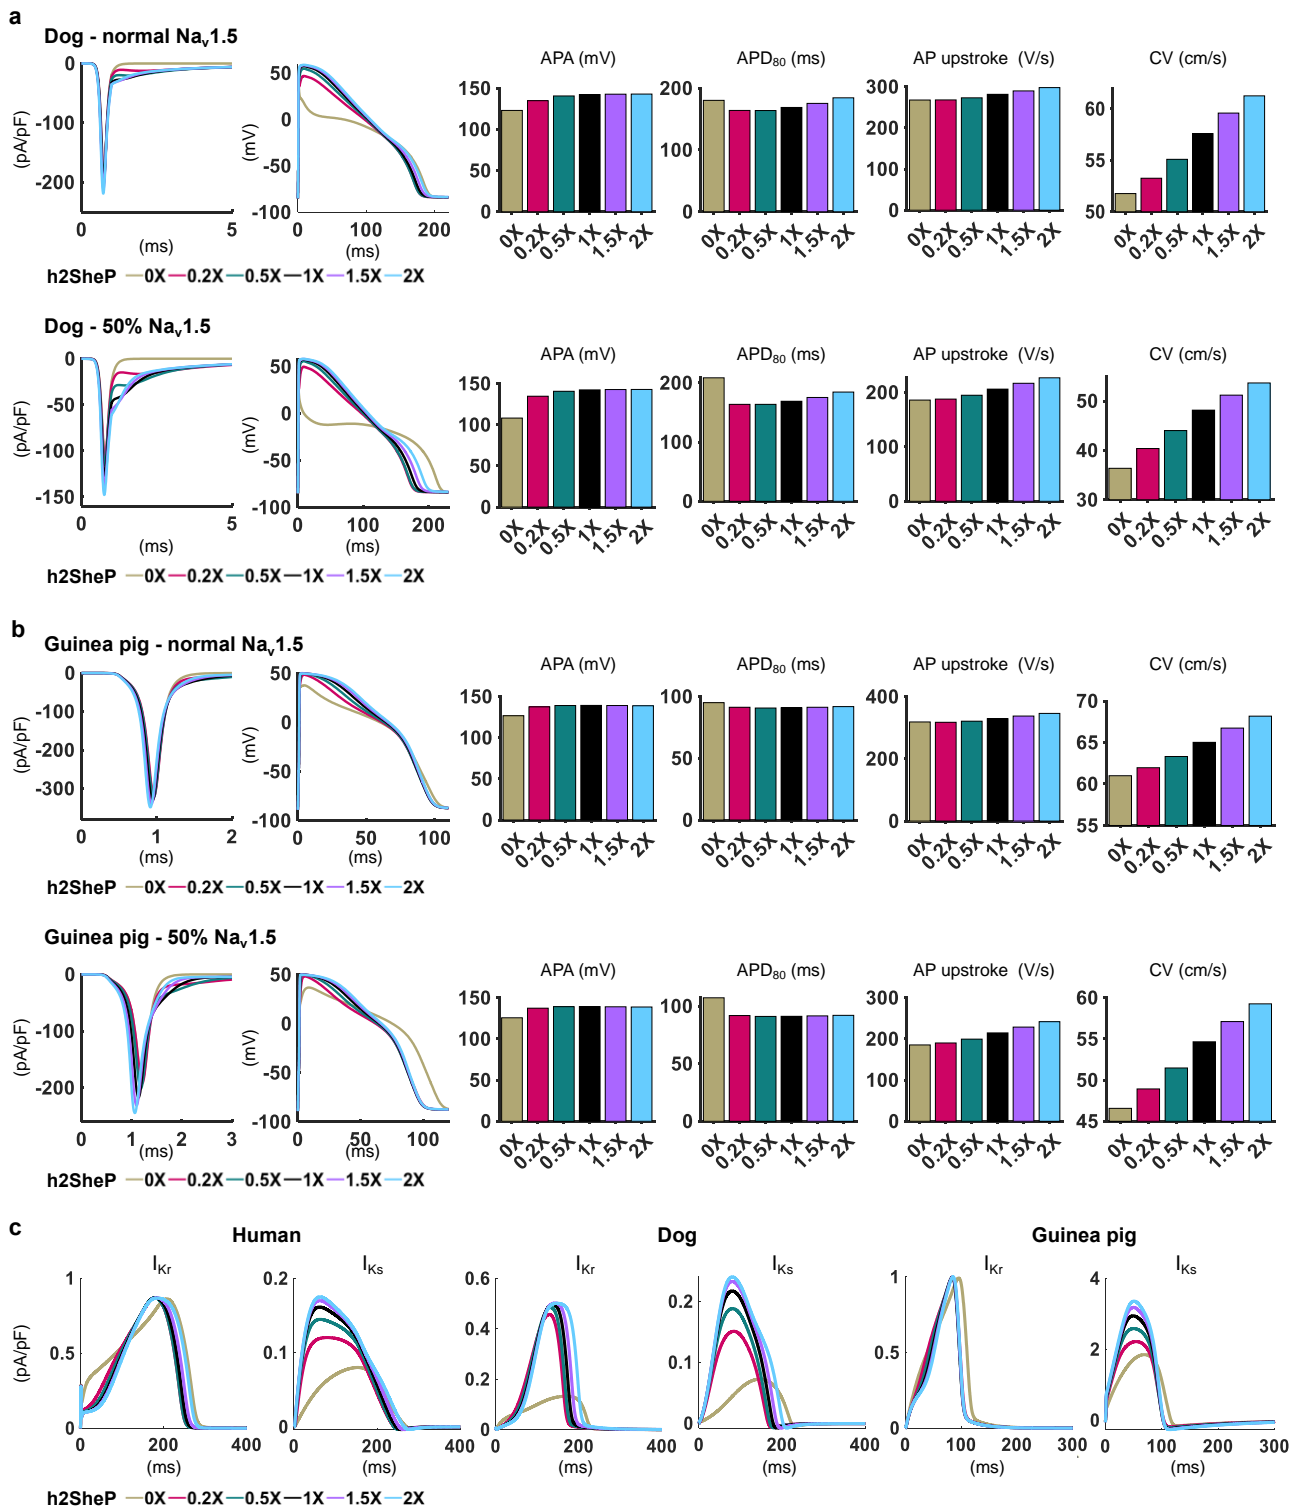 a
Dog - normal Nav1.5
APA (mV)
APD80 (ms)
AP upstroke (V/s)
CV (cm/s)
0
-100
-200
(pA/pF)
0
5
(ms)
50
0
-50
-100
(mV)
0
100
200
(ms)
150
100
50
0
0X 0.2X 0.5X 1X 1.5X 2X
200
100
0
0X 0.2X 0.5X 1X 1.5X 2X
300
200
100
0
0X 0.2X 0.5X 1X 1.5X 2X
60
55
50
0X 0.2X 0.5X 1X 1.5X 2X
h2SheP 0X 0.2X 0.5X 1X 1.5X 2X
Dog - 50% Nav1.5
APA (mV)
APD80 (ms)
AP upstroke (V/s)
CV (cm/s)
0
-50
-100
-150
(pA/pF)
0
5
(ms)
50
0
-50
-100
(mV)
0
100
200
(ms)
150
100
50
0
0X 0.2X 0.5X 1X 1.5X 2X
200
100
0
0X 0.2X 0.5X 1X 1.5X 2X
200
150
100
50
0
0X 0.2X 0.5X 1X 1.5X 2X
50
40
30
0X 0.2X 0.5X 1X 1.5X 2X
h2SheP 0X 0.2X 0.5X 1X 1.5X 2X
b
Guinea pig - normal Nav1.5
APA (mV)
APD80 (ms)
AP upstroke (V/s)
CV (cm/s)
0
-100
-200
-300
(pA/pF)
0
1
2
(ms)
50
0
-50
-100
(mV)
0
50
100
(ms)
150
100
50
0
0X 0.2X 0.5X 1X 1.5X 2X
100
50
0
0X 0.2X 0.5X 1X 1.5X 2X
400
200
0
0X 0.2X 0.5X 1X 1.5X 2X
70
65
60
55
0X 0.2X 0.5X 1X 1.5X 2X
h2SheP 0X 0.2X 0.5X 1X 1.5X 2X
Guinea pig - 50% Nav1.5
APA (mV)
APD80 (ms)
AP upstroke (V/s)
CV (cm/s)
0
-100
-200
(pA/pF)
0
1
2
3
(ms)
50
0
-50
-100
(mV)
0
50
100
(ms)
150
100
50
0
0X 0.2X 0.5X 1X 1.5X 2X
100
50
0
0X 0.2X 0.5X 1X 1.5X 2X
300
200
100
0
0X 0.2X 0.5X 1X 1.5X 2X
60
55
50
45
0X 0.2X 0.5X 1X 1.5X 2X
h2SheP 0X 0.2X 0.5X 1X 1.5X 2X
c
Human
Dog
Guinea pig
IKr
IKs
IKr
IKs
IKr
IKs
1
0.5
0
(pA/pF)
0
200
400
(ms)
0.2
0.1
0
0
200
400
(ms)
0.6
0.4
0.2
0
0
200
400
(ms)
0.2
0.1
0
0
200
400
(ms)
1
0.5
0
0
100
200
300
(ms)
4
2
0
0
100
200
300
(ms)
h2SheP 0X 0.2X 0.5X 1X 1.5X 2X